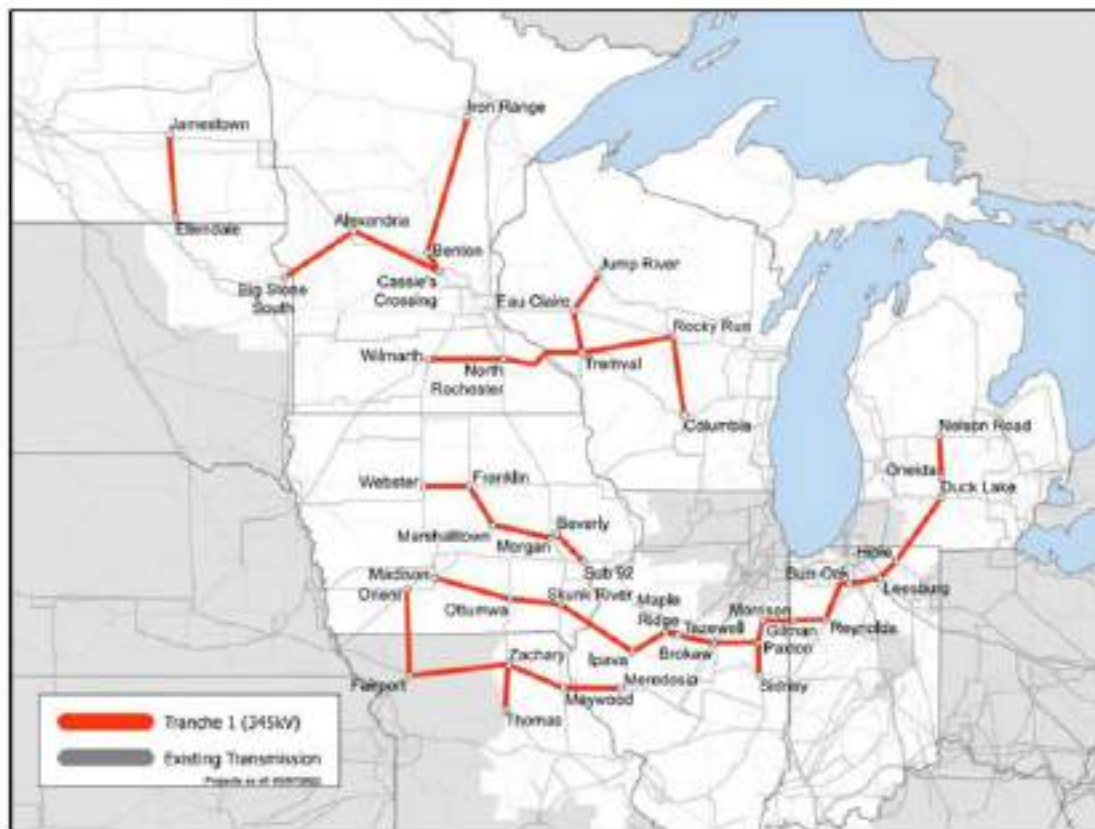 Iron Range
Jamestown
Ellendale
Alexandria
Benton
Big Stone
South
Cassie's
Crossing
Jump River
Eau Claire
Rocky Run
Wilmarth
North
Rochester
Tremval
Columbia
Nelson Road
Oneida
Duck Lake
Webster
Franklin
Marshalltown
Beverly
Morgan
Sub 92
Madison
Orient
Ottumwa
Skunk River
Maple
Ridge
Ipava
Tazewell
Brokaw
Morrison
Gilman
Paxton
Sidney
Reynolds
Burr Oak
Leesburg
Hiple
Fairport
Zachary
Thomas
Maywood
Meredosia
Tranche 1 (345kV)
Existing Transmission
Projects as of